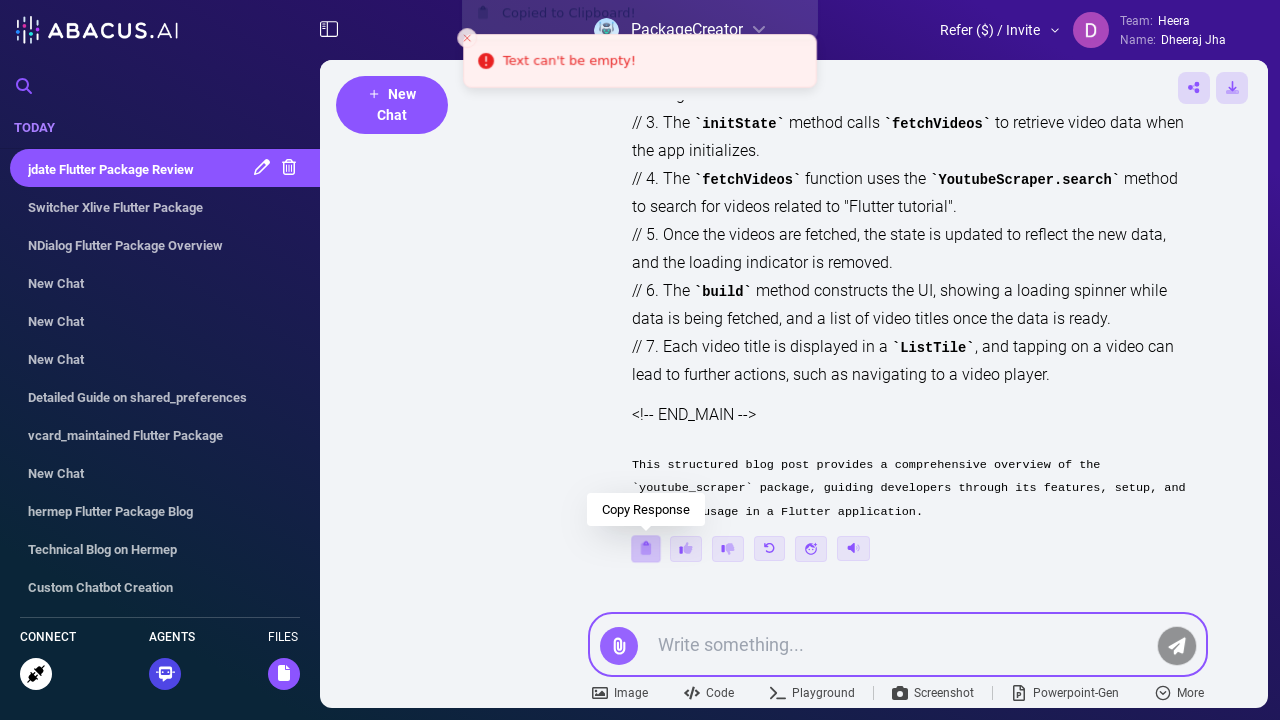 ABACUS.AI
Copied to Clipboard!
PackageCreator
Text can't be empty!
Refer ($) / Invite
D
Team: Heera
Name: Dheeraj Jha
TODAY
jdate Flutter Package Review
Switcher Xlive Flutter Package
NDialog Flutter Package Overview
New Chat
New Chat
New Chat
Detailed Guide on shared_preferences
vcard_maintained Flutter Package
New Chat
hermep Flutter Package Blog
Technical Blog on Hermep
Custom Chatbot Creation
CONNECT
AGENTS
FILES
+ New
Chat
// 3. The `initState` method calls `fetchVideos` to retrieve video data when
the app initializes.
// 4. The `fetchVideos` function uses the `YoutubeScraper.search` method
to search for videos related to "Flutter tutorial".
// 5. Once the videos are fetched, the state is updated to reflect the new data,
and the loading indicator is removed.
// 6. The `build` method constructs the UI, showing a loading spinner while
data is being fetched, and a list of video titles once the data is ready.
// 7. Each video title is displayed in a `ListTile`, and tapping on a video can
lead to further actions, such as navigating to a video player.
<!-- END_MAIN -->
This structured blog post provides a comprehensive overview of the
`youtube_scraper` package, guiding developers through its features, setup, and
usage in a Flutter application.
Copy Response
Write something...
Image
Code
Playground
Screenshot
Powerpoint-Gen
More